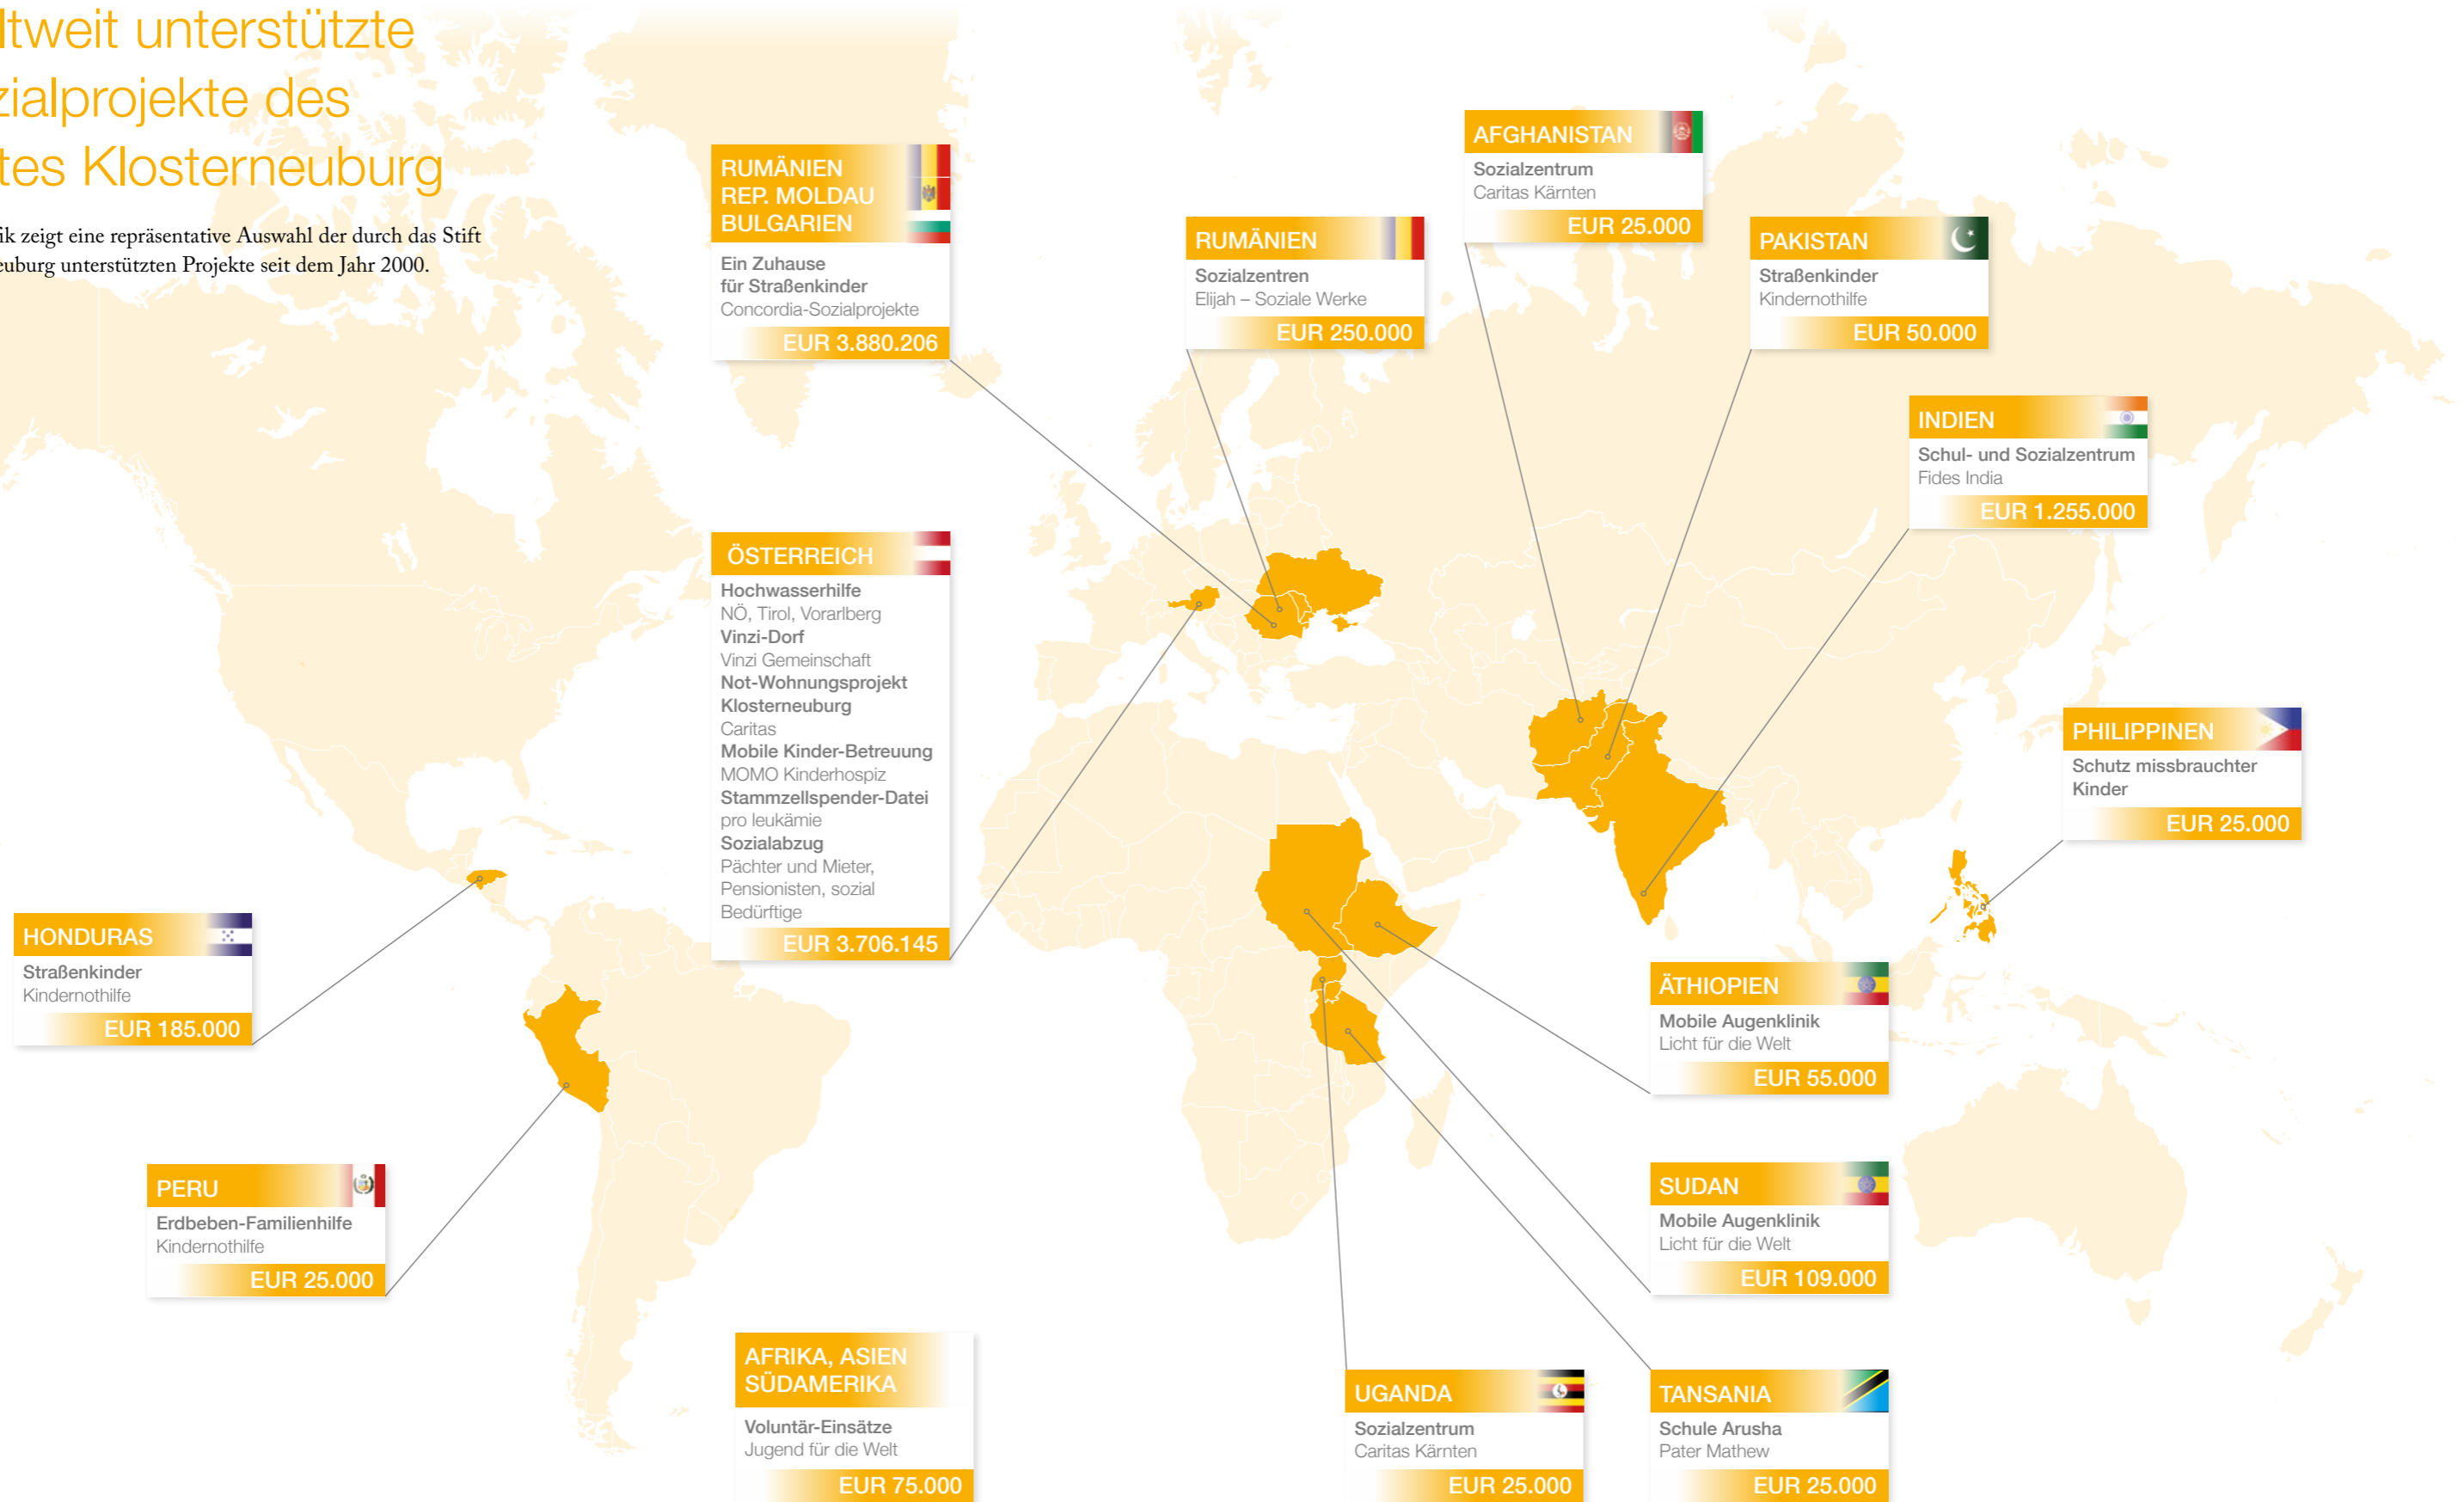 ltweit unterstützte
zialprojekte des
tes Klosterneuburg
ik zeigt eine repräsentative Auswahl der durch das Stift
euburg unterstützten Projekte seit dem Jahr 2000.
RUMÄNIEN
REP. MOLDAU
BULGARIEN
Ein Zuhause
für Straßenkinder
Concordia-Sozialprojekte
EUR 3.880.206
RUMÄNIEN
Sozialzentren
Elijah – Soziale Werke
EUR 250.000
AFGHANISTAN
Sozialzentrum
Caritas Kärnten
EUR 25.000
PAKISTAN
Straßenkinder
Kindernothilfe
EUR 50.000
INDIEN
Schul- und Sozialzentrum
Fides India
EUR 1.255.000
ÖSTERREICH
Hochwasserhilfe
NÖ, Tirol, Vorarlberg
Vinzi-Dorf
Vinzi Gemeinschaft
Not-Wohnungsprojekt
Klosterneuburg
Caritas
Mobile Kinder-Betreuung
MOMO Kinderhospiz
Stammzellspender-Datei
pro leukämie
Sozialabzug
Pächter und Mieter,
Pensionisten, sozial
Bedürftige
EUR 3.706.145
PHILIPPINEN
Schutz missbrauchter
Kinder
EUR 25.000
HONDURAS
Straßenkinder
Kindernothilfe
EUR 185.000
ÄTHIOPIEN
Mobile Augenklinik
Licht für die Welt
EUR 55.000
PERU
Erdbeben-Familienhilfe
Kindernothilfe
EUR 25.000
SUDAN
Mobile Augenklinik
Licht für die Welt
EUR 109.000
AFRIKA, ASIEN
SÜDAMERIKA
Voluntär-Einsätze
Jugend für die Welt
EUR 75.000
UGANDA
Sozialzentrum
Caritas Kärnten
EUR 25.000
TANSANIA
Schule Arusha
Pater Mathew
EUR 25.000